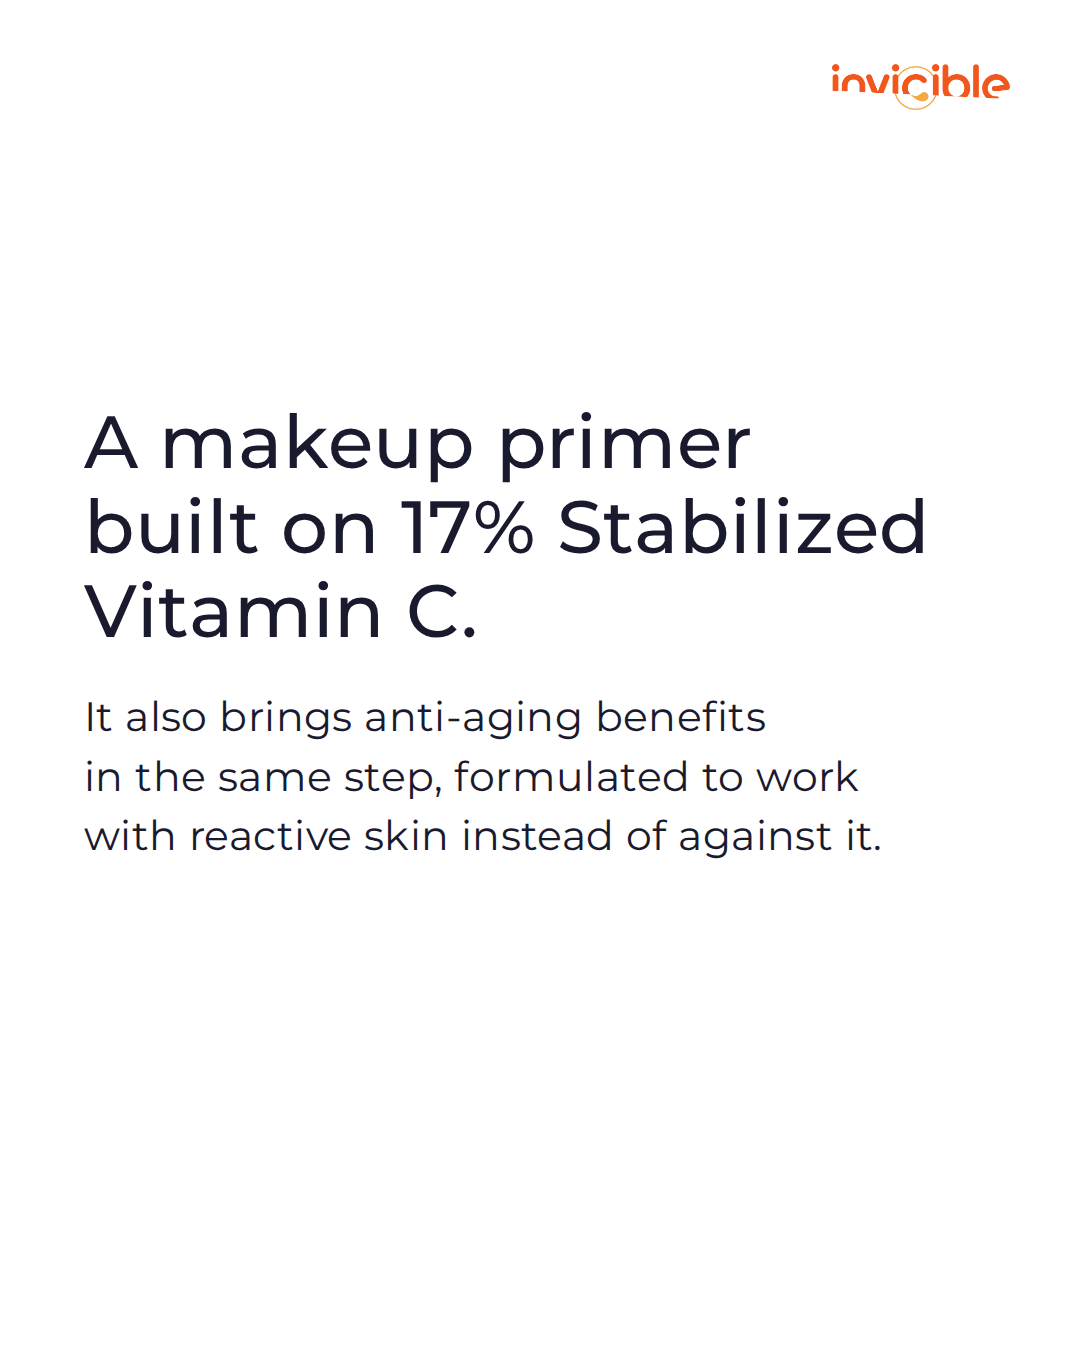 invicible
A makeup primer
built on 17% Stabilized
Vitamin C.
It also brings anti-aging benefits
in the same step, formulated to work
with reactive skin instead of against it.